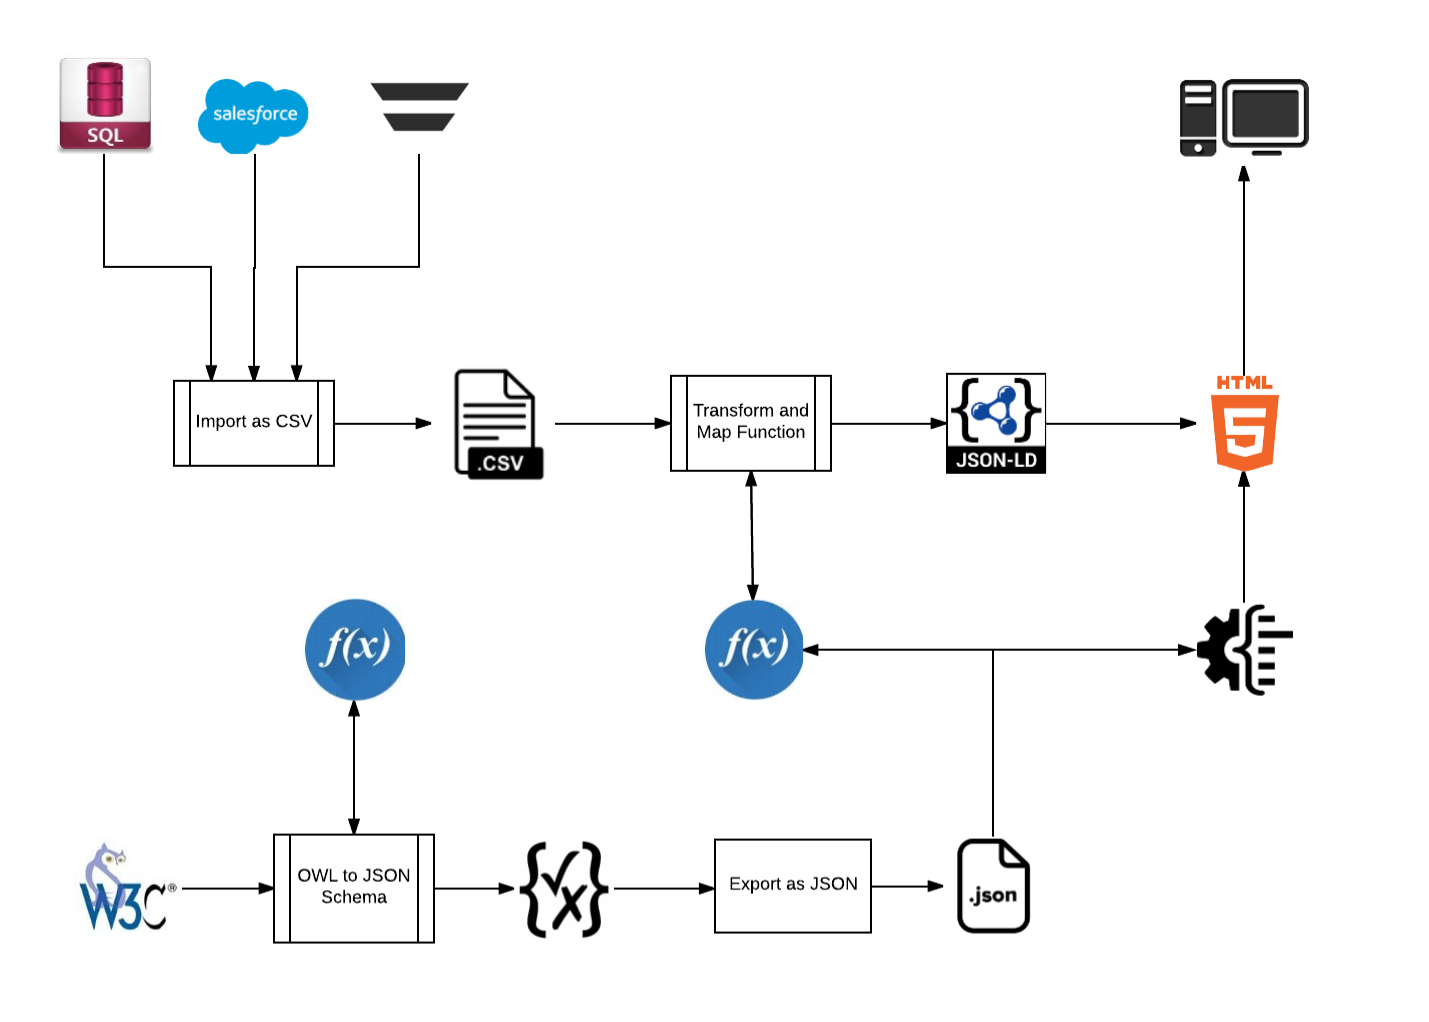 SQL
salesforce
Import as CSV
.CSV
Transform and
Map Function
JSON-LD
HTML
5
f(x)
f(x)
W3C®
OWL to JSON
Schema
Export as JSON
.json